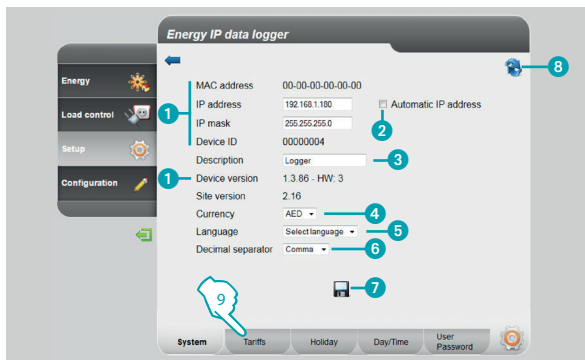 Energy IP data logger
8
Energy
Load control
Setup
Configuration
1
MAC address 00-00-00-00-00-00
IP address 192.168.1.180 Automatic IP address
IP mask 255.255.255.0
2
Device ID 00000004
Description Logger 3
1 Device version 1.3.86 - HW: 3
Site version 2.16
Currency AED 4
Language Select language 5
Decimal separator Comma 6
7
9
System Tariffs Holiday Day/Time User Password